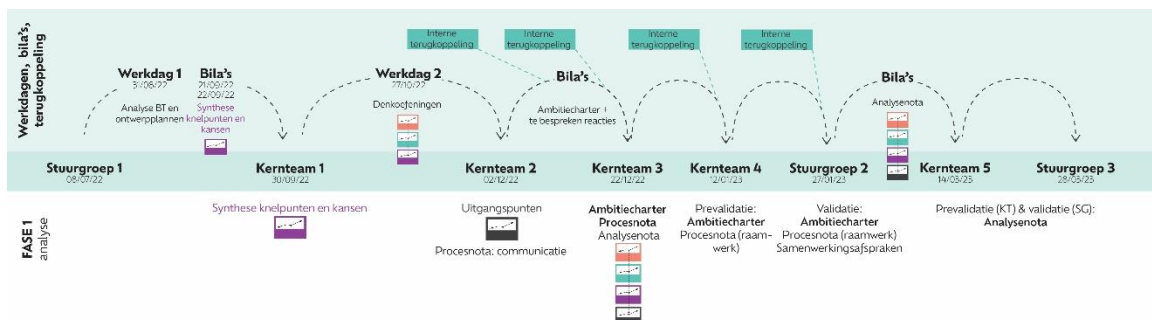 Werkdagen, bila's,
terugkoppeling
Interne
terugkoppeling
Interne
terugkoppeling
Interne
terugkoppeling
Interne
terugkoppeling
Werkdag 1
31/08/22
Analyse BT en
ontwerpplannen
Bila's
21/09/22
22/09/22
Synthese
knelpunten en
kansen
Werkdag 2
27/10/22
Denkoefeningen
Bila's
Ambitiecharter +
te bespreken reacties
Bila's
Analysenota
Stuurgroep 1
08/07/22
Kernteam 1
30/09/22
Kernteam 2
02/12/22
Kernteam 3
22/12/22
Kernteam 4
12/01/23
Stuurgroep 2
27/01/23
Kernteam 5
14/03/23
Stuurgroep 3
28/03/23
FASE 1
analyse
Synthese knelpunten en kansen
Uitgangspunten
Procesnota: communicatie
Ambitiecharter
Procesnota
Analysenota
Prevalidatie:
Ambitiecharter
Procesnota (raam-
werk)
Validatie:
Ambitiecharter
Procesnota (raamwerk)
Samenwerkingsafspraken
Prevalidatie (KT) & validatie (SG):
Analysenota